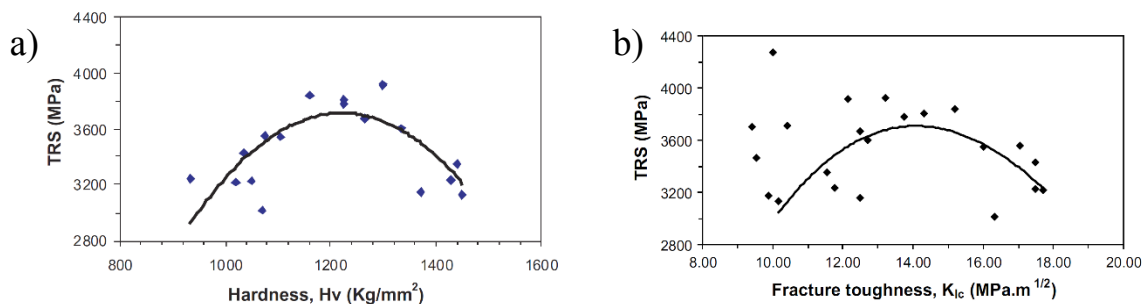 a)
TRS (MPa)
4400
4000
3600
3200
2800
800 1000 1200 1400 1600
Hardness, Hv (Kg/mm²)
b)
TRS (MPa)
4400
4000
3600
3200
2800
8.00 10.00 12.00 14.00 16.00 18.00 20.00
Fracture toughness, K_Ic (MPa.m^1/2)